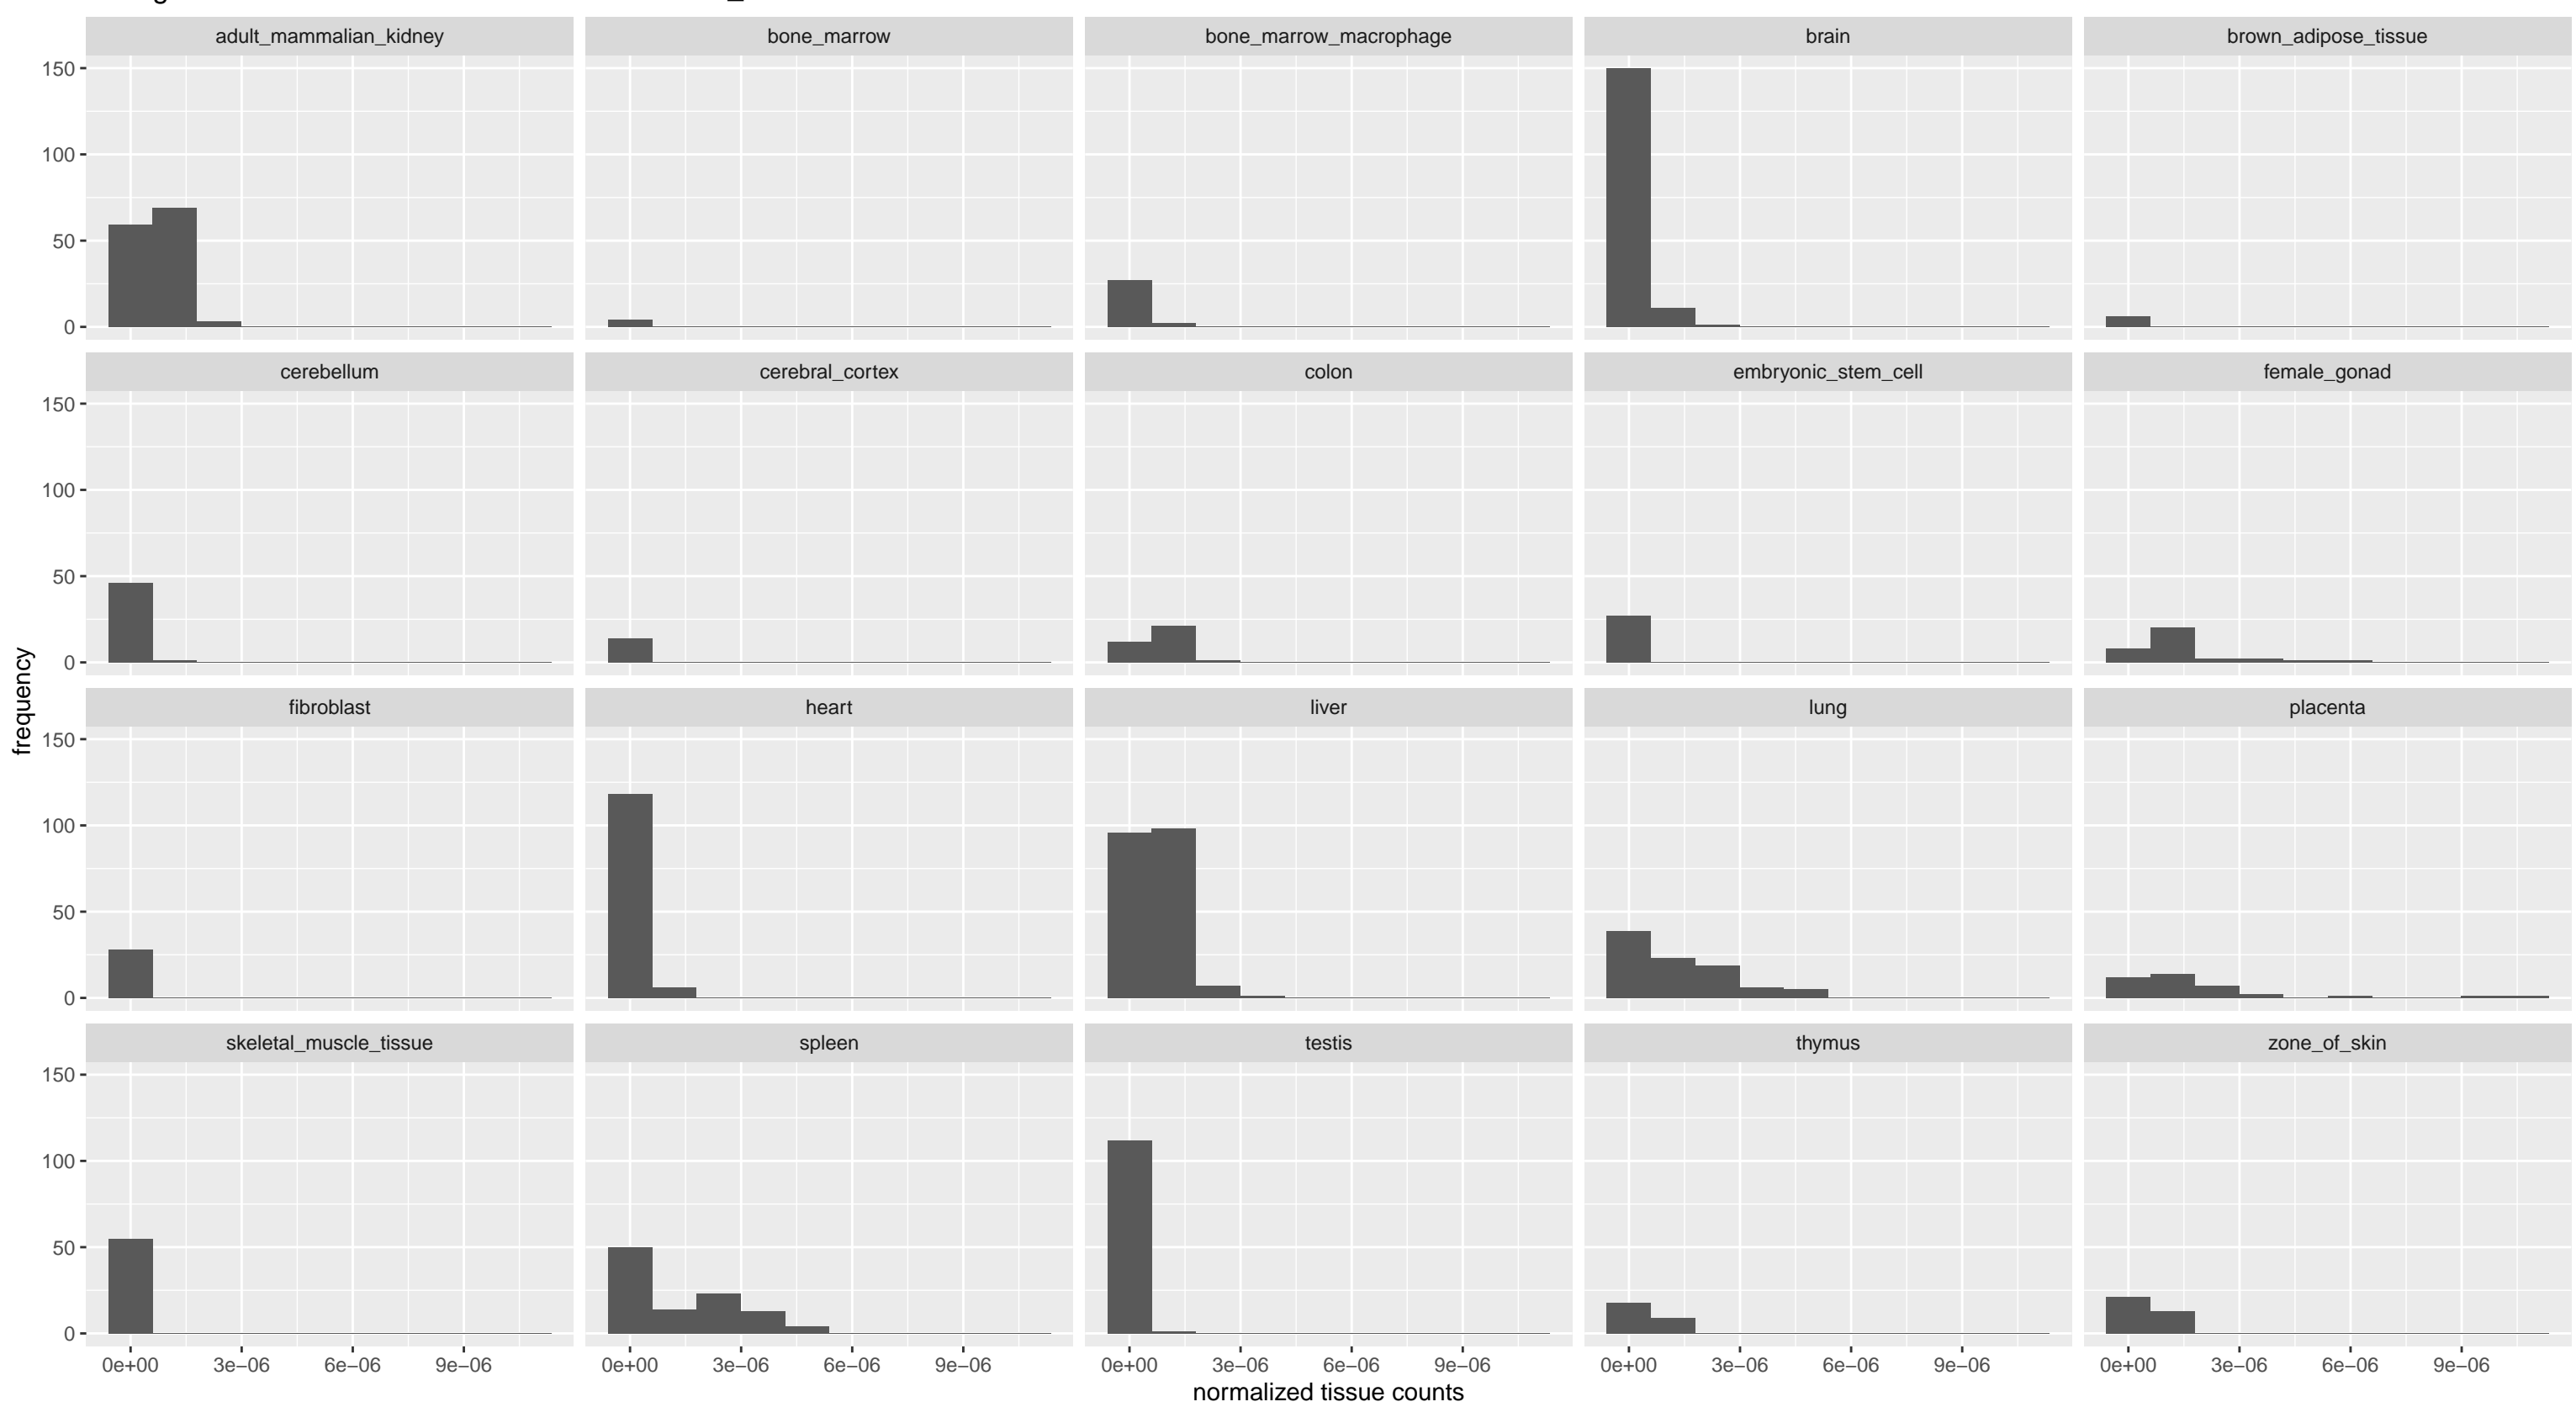 adult_mammalian_kidney bone_marrow bone_marrow_macrophage brain brown_adipose_tissue
150
100
50
0
cerebellum cerebral_cortex colon embryonic_stem_cell female_gonad
150
100
50
0
frequency
fibroblast heart liver lung placenta
150
100
50
0
skeletal_muscle_tissue spleen testis thymus zone_of_skin
150
100
50
0
0e+00 3e−06 6e−06 9e−06 0e+00 3e−06 6e−06 9e−06 0e+00 3e−06 6e−06 9e−06 0e+00 3e−06 6e−06 9e−06 0e+00 3e−06 6e−06 9e−06
normalized tissue counts